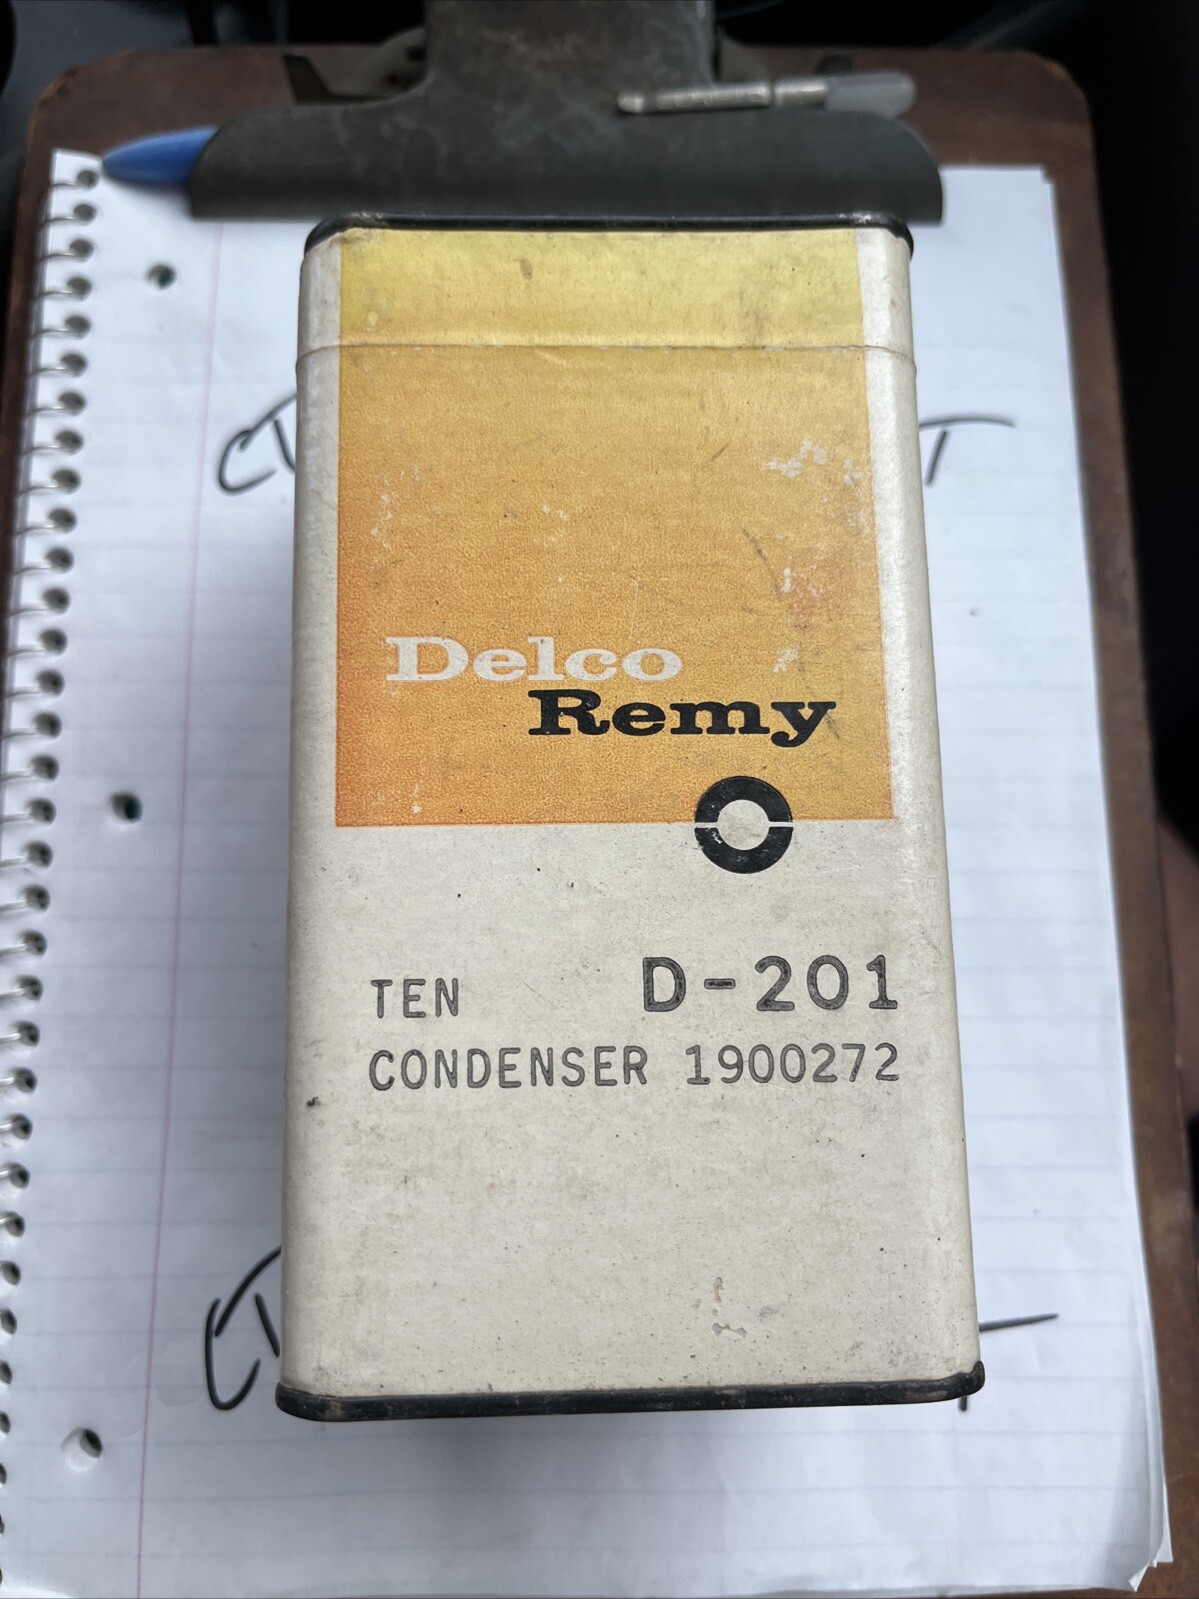 Delco
Remy
TEN D-201
CONDENSER 1900272